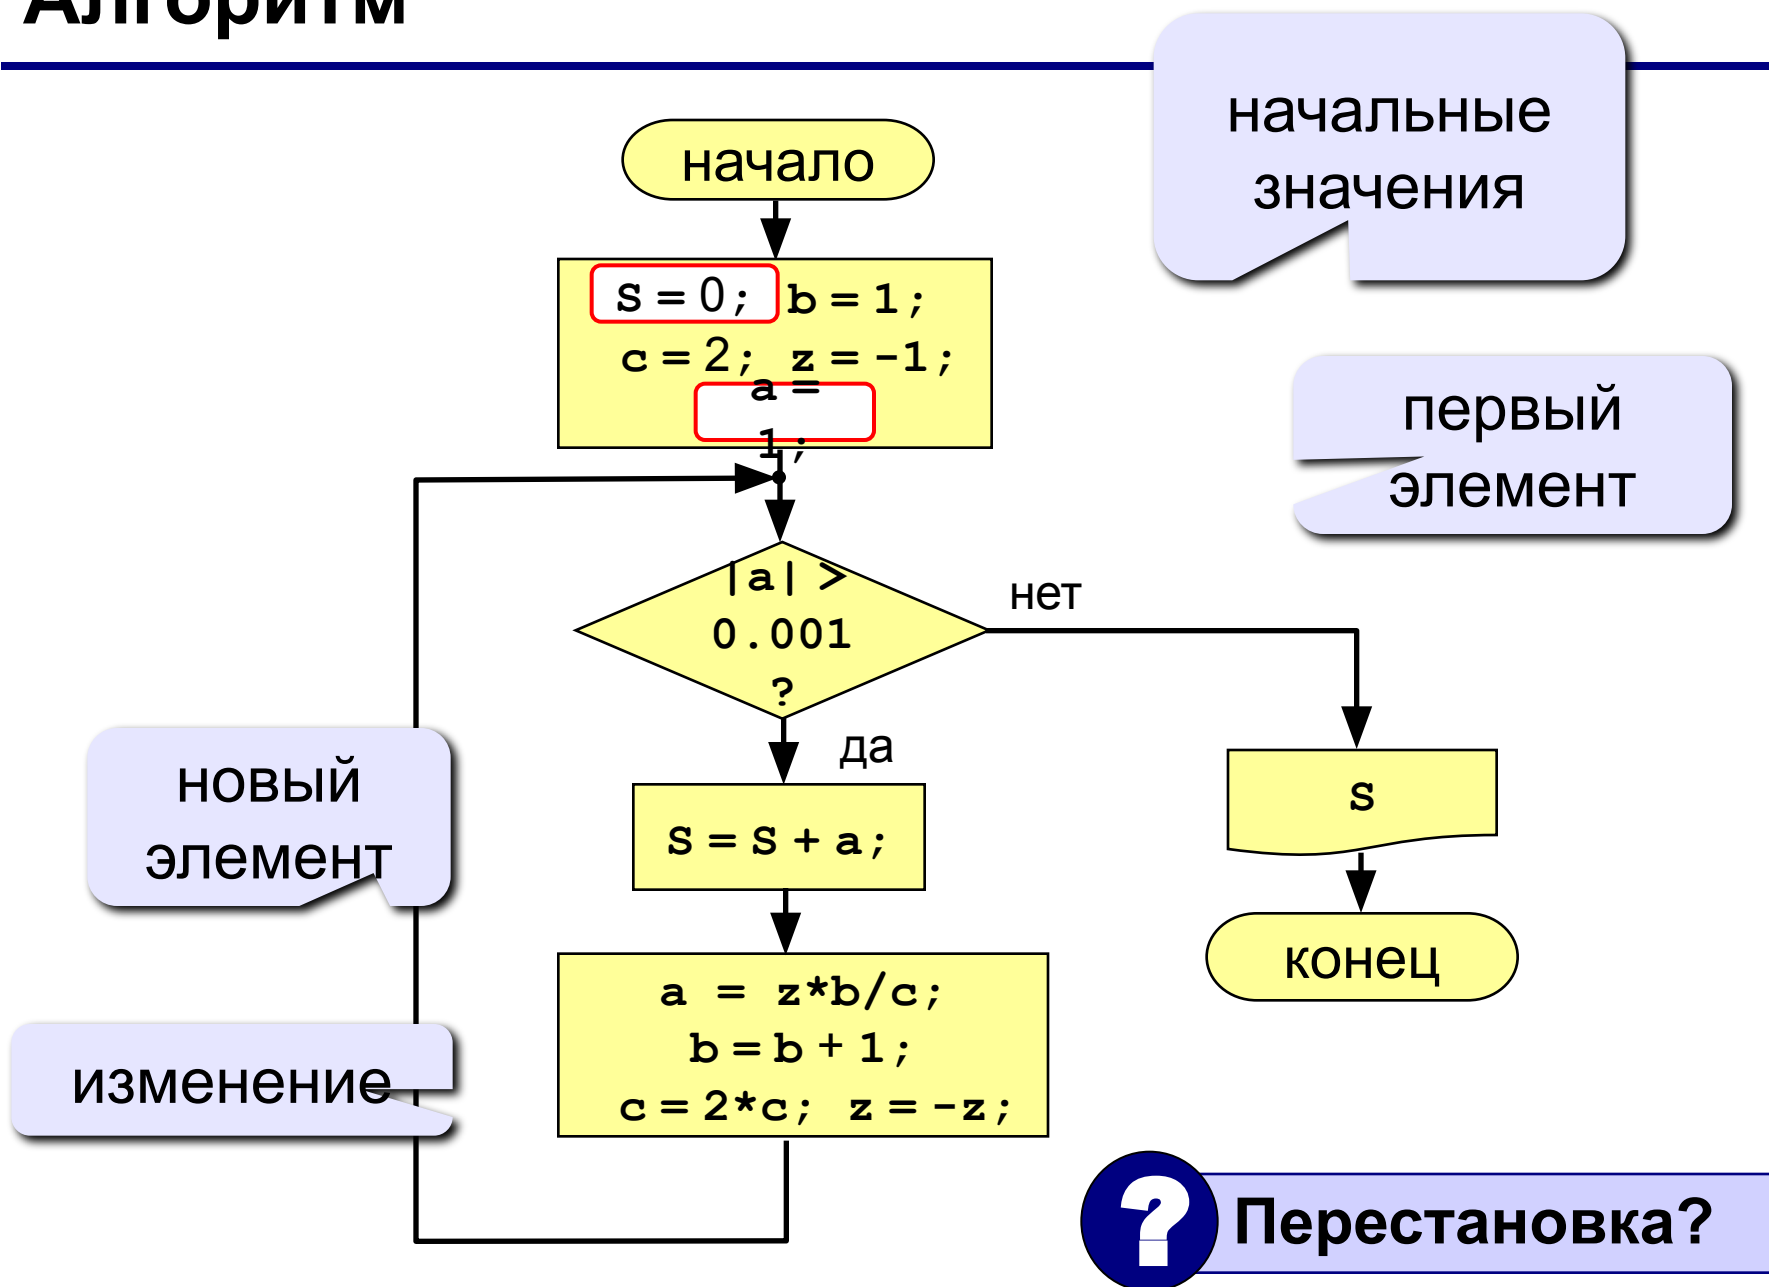 Алгоритм
начальные
значения
начало
S = 0; b = 1;
c = 2; z = -1;
a =
1;
первый
элемент
|a| >
0.001
?
нет
да
новый
элемент
S = S + a;
S
конец
a = z*b/c;
b = b + 1;
c = 2*c; z = -z;
изменение
? Перестановка?